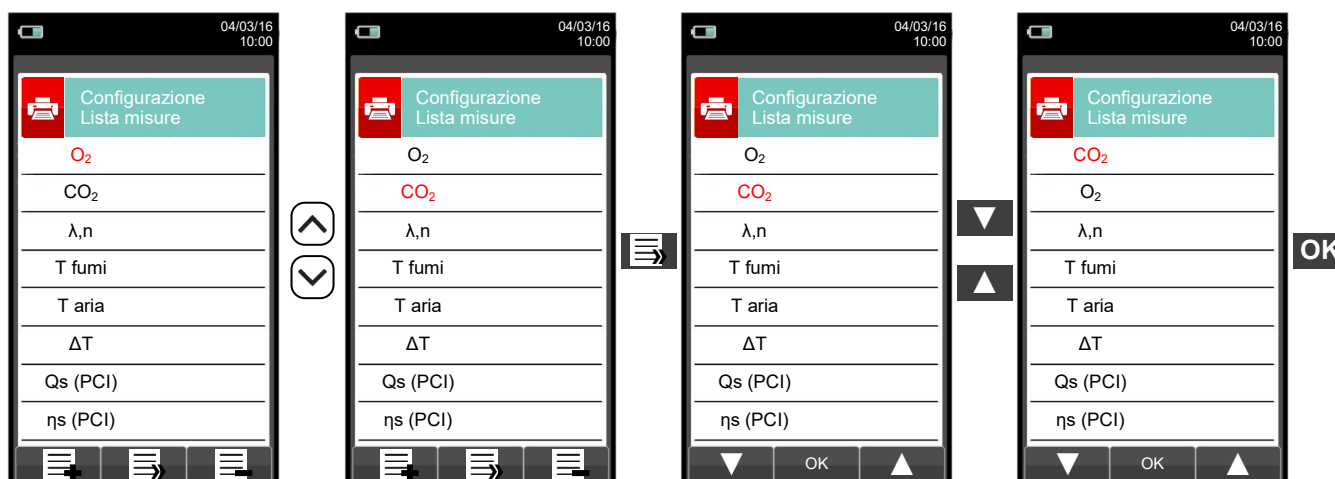 04/03/16
10:00
Configurazione
Lista misure
O₂
CO₂
λ,n
T fumi
T aria
ΔT
Qs (PCI)
ηs (PCI)
04/03/16
10:00
Configurazione
Lista misure
O₂
CO₂
λ,n
T fumi
T aria
ΔT
Qs (PCI)
ηs (PCI)
04/03/16
10:00
Configurazione
Lista misure
O₂
CO₂
λ,n
T fumi
T aria
ΔT
Qs (PCI)
ηs (PCI)
OK
04/03/16
10:00
Configurazione
Lista misure
CO₂
O₂
λ,n
T fumi
T aria
ΔT
Qs (PCI)
ηs (PCI)
OK
OK